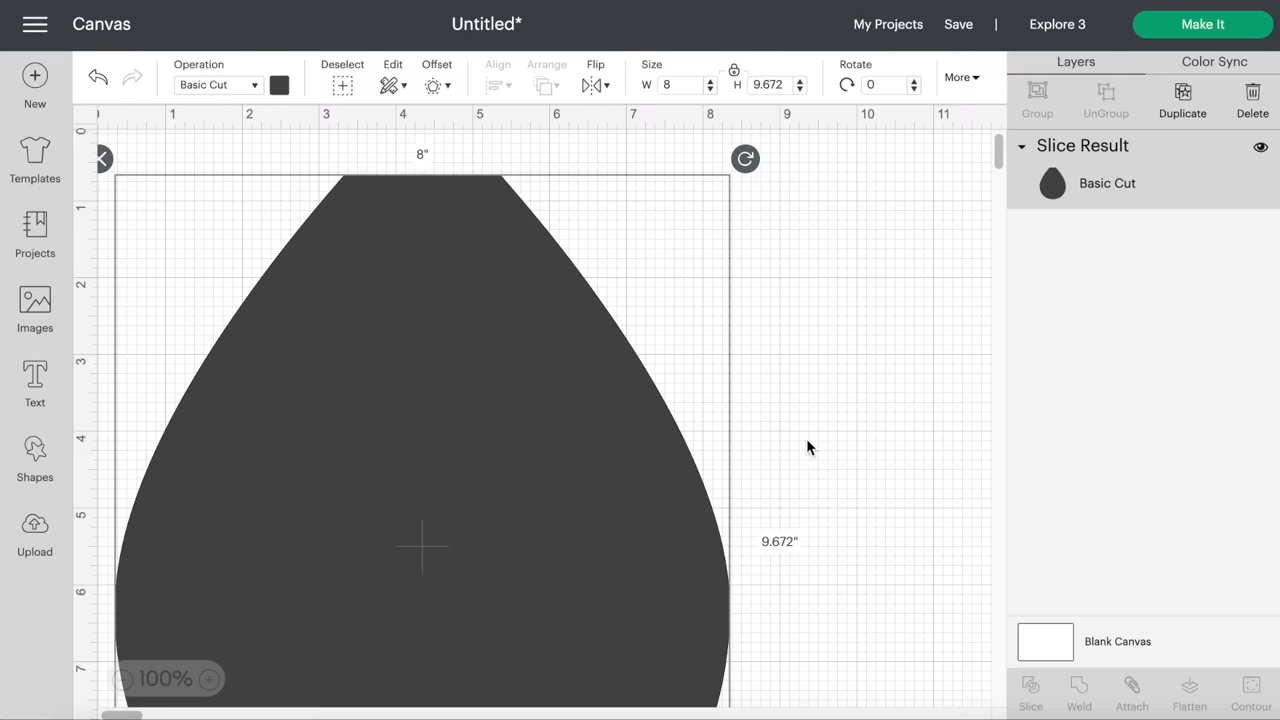 Canvas
Untitled*
My Projects
Save
|
Explore 3
Make It
New
Templates
Projects
Images
Text
Shapes
Upload
Operation
Basic Cut
Deselect
Edit
Offset
Align
Arrange
Flip
Size
W 8
H 9.672
Rotate
0
More
1 2 3 4 5 6 7 8 9 10 11
0
1
2
3
4
5
6
7
8"
9.672"
100%
Layers
Color Sync
Group
UnGroup
Duplicate
Delete
Slice Result
Basic Cut
Blank Canvas
Slice
Weld
Attach
Flatten
Contour